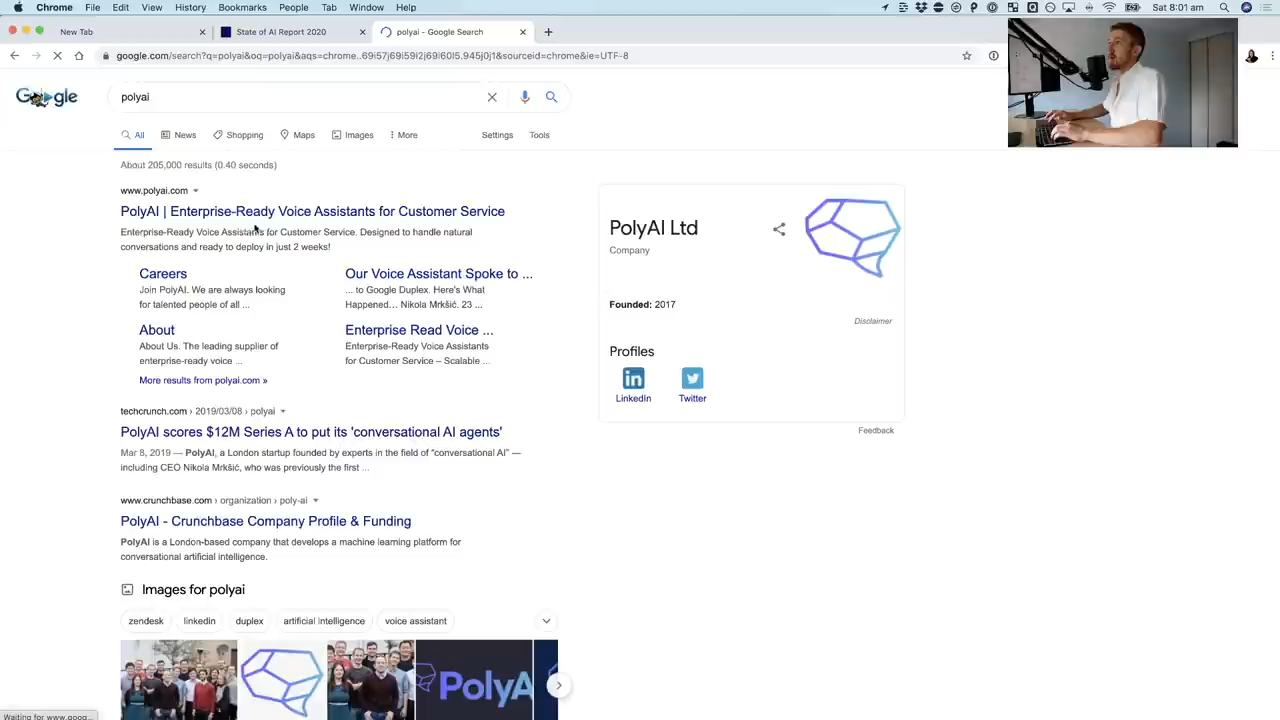 Chrome File Edit View History Bookmarks People Tab Window Help Sat 8:01 am
New Tab State of AI Report 2020 polyai - Google Search
google.com/search?q=polyai&oq=polyai&aqs=chrome..69i57j69i59l2j69i60l5.945j0j1&sourceid=chrome&ie=UTF-8
Google
polyai
All News Shopping Maps Images More Settings Tools
About 205,000 results (0.40 seconds)
www.polyai.com
PolyAI | Enterprise-Ready Voice Assistants for Customer Service
Enterprise-Ready Voice Assistants for Customer Service. Designed to handle natural
conversations and ready to deploy in just 2 weeks!
Careers
Join PolyAI. We are always looking
for talented people of all ...
Our Voice Assistant Spoke to ...
... to Google Duplex. Here's What
Happened… Nikola Mrkšić. 23 ...
About
About Us. The leading supplier of
enterprise-ready voice ...
Enterprise Read Voice ...
Enterprise-Ready Voice Assistants
for Customer Service – Scalable ...
More results from polyai.com »
techcrunch.com › 2019/03/08 › polyai
PolyAI scores $12M Series A to put its 'conversational AI agents'
Mar 8, 2019 — PolyAI, a London startup founded by experts in the field of “conversational AI” —
including CEO Nikola Mrkšić, who was previously the first ...
www.crunchbase.com › organization › poly-ai
PolyAI - Crunchbase Company Profile & Funding
PolyAI is a London-based company that develops a machine learning platform for
conversational artificial intelligence.
Images for polyai
zendesk linkedin duplex artificial intelligence voice assistant
PolyA
PolyAI Ltd
Company
Founded: 2017
Disclaimer
Profiles
LinkedIn Twitter
Feedback
Waiting for www.goog...